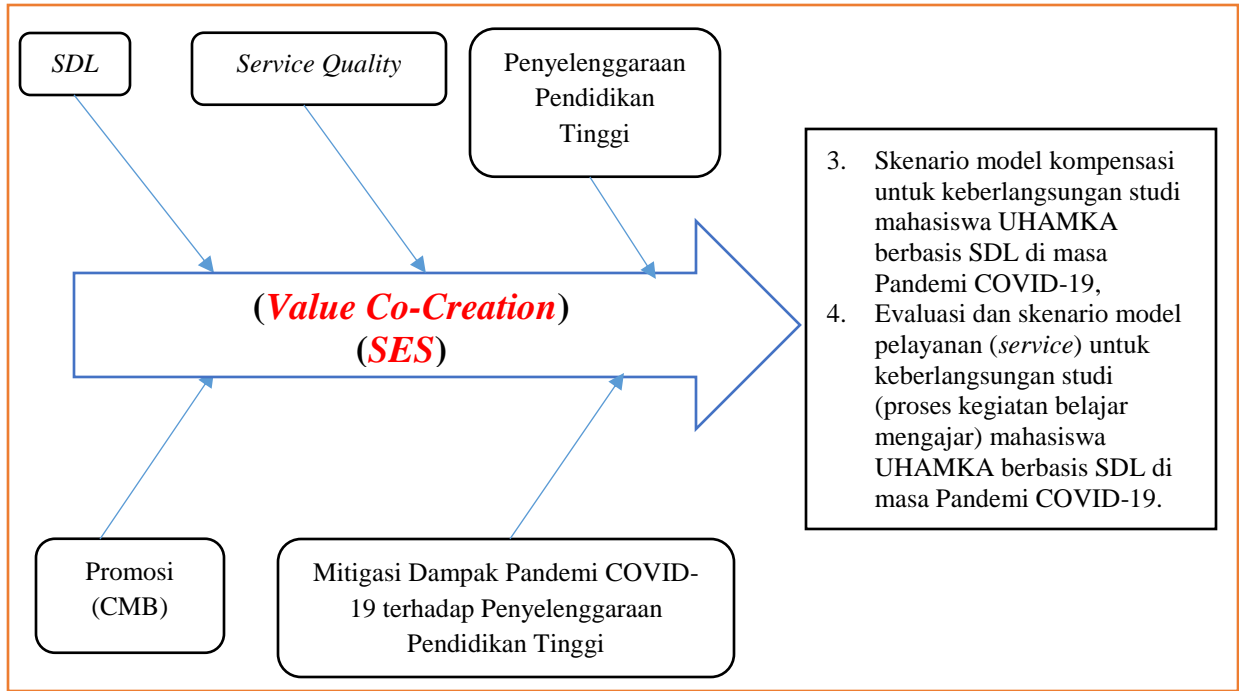 SDL
Service Quality
Penyelenggaraan
Pendidikan
Tinggi
(Value Co-Creation)
(SES)
3. Skenario model kompensasi
untuk keberlangsungan studi
mahasiswa UHAMKA
berbasis SDL di masa
Pandemi COVID-19,
4. Evaluasi dan skenario model
pelayanan (service) untuk
keberlangsungan studi
(proses kegiatan belajar
mengajar) mahasiswa
UHAMKA berbasis SDL di
masa Pandemi COVID-19.
Promosi
(CMB)
Mitigasi Dampak Pandemi COVID-
19 terhadap Penyelenggaraan
Pendidikan Tinggi